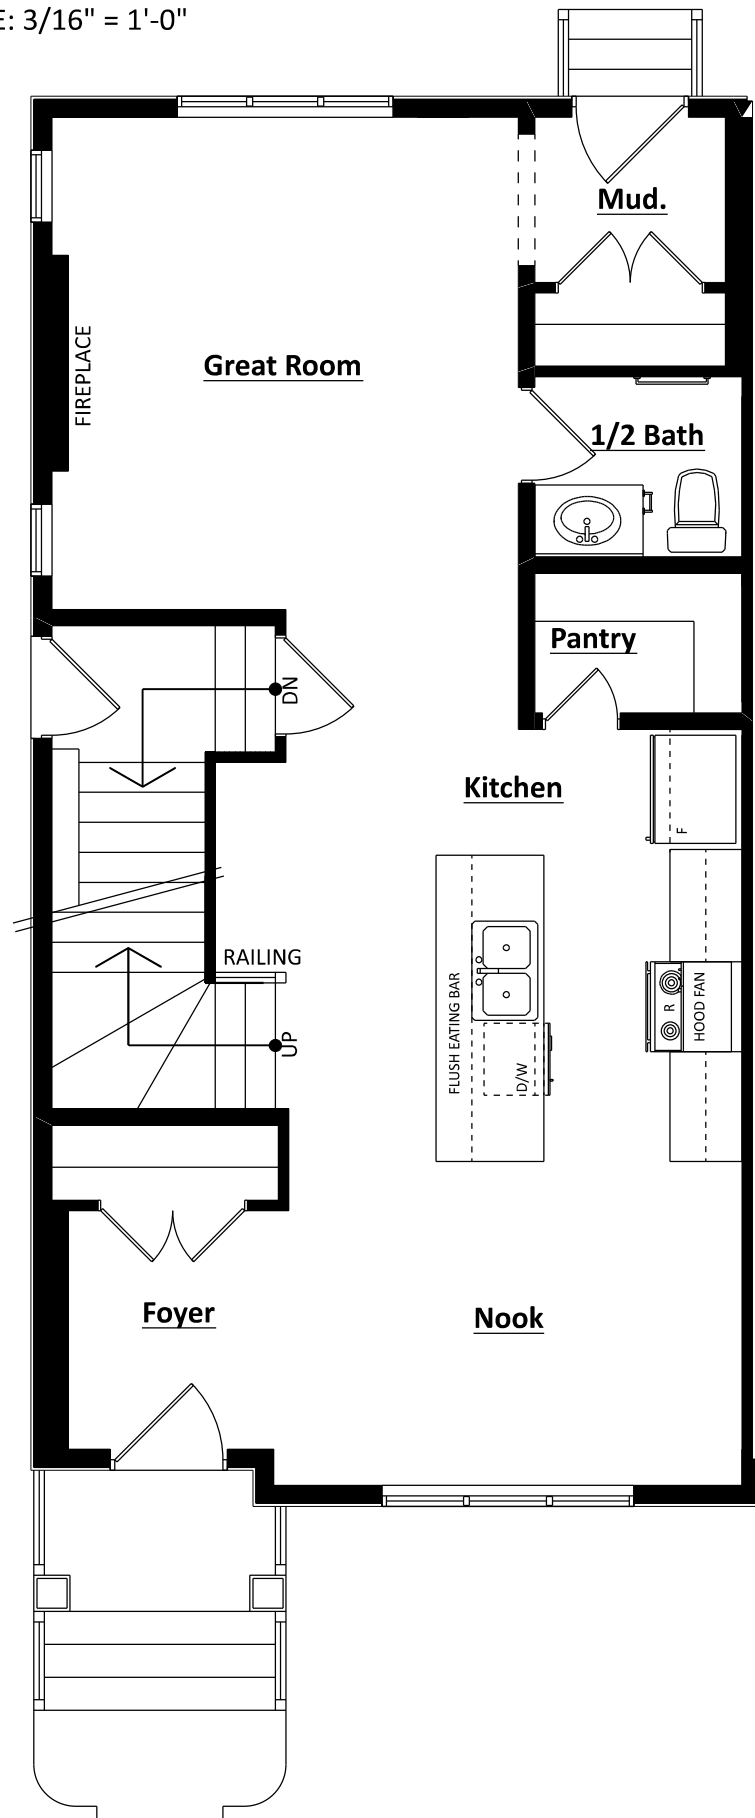 E: 3/16" = 1'-0"
Mud.
FIREPLACE
Great Room
1/2 Bath
Pantry
DN
Kitchen
F
RAILING
FLUSH EATING BAR
R
HOOD FAN
UP
D/W
Foyer
Nook